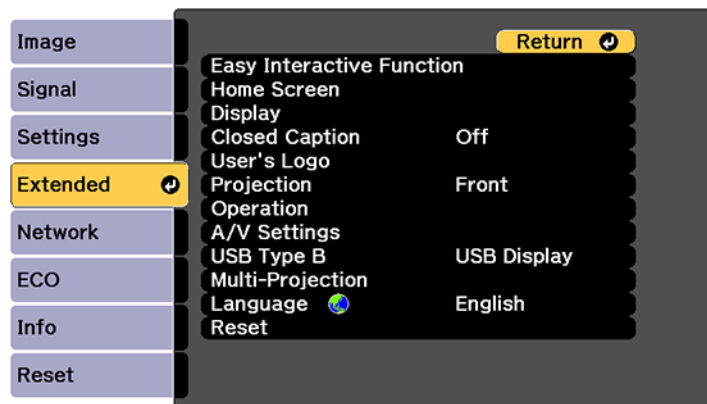 Image
Signal
Settings
Extended
Network
ECO
Info
Reset
Return
Easy Interactive Function
Home Screen
Display
Closed Caption Off
User's Logo
Projection Front
Operation
A/V Settings
USB Type B USB Display
Multi-Projection
Language English
Reset